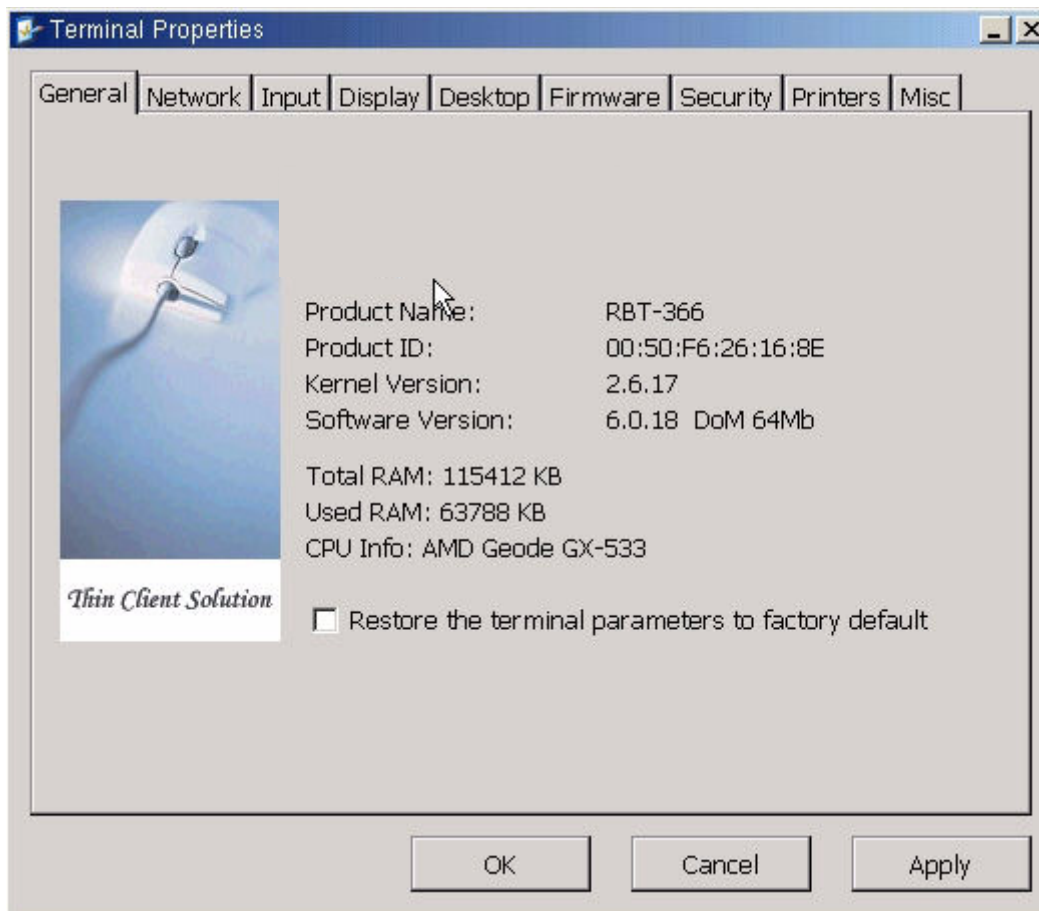 Terminal Properties
General Network Input Display Desktop Firmware Security Printers Misc
Product Name: RBT-366
Product ID: 00:50:F6:26:16:8E
Kernel Version: 2.6.17
Software Version: 6.0.18 DoM 64Mb
Total RAM: 115412 KB
Used RAM: 63788 KB
CPU Info: AMD Geode GX-533
Thin Client Solution
Restore the terminal parameters to factory default
OK Cancel Apply